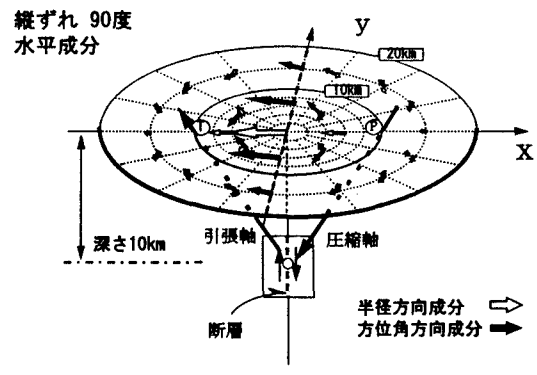 縦ずれ 90度
水平成分
y
20km
10km
T
P
x
深さ10km
引張軸
圧縮軸
断層
半径方向成分
方位角方向成分